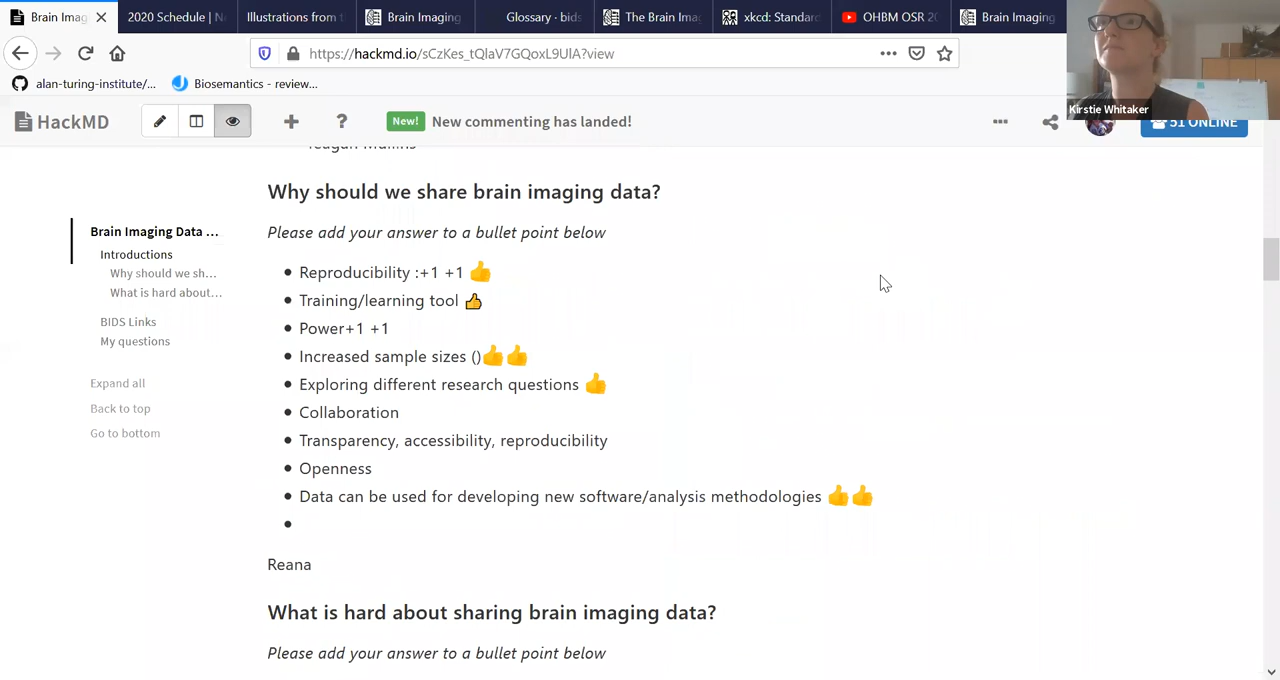 Brain Imag
2020 Schedule | N
Illustrations from t
Brain Imaging
Glossary · bids
The Brain Ima
xkcd: Standard
OHBM OSR 20
Brain Imaging
https://hackmd.io/sCzKes_tQlaV7GQoxL9UlA?view
alan-turing-institute/...
Biosemantics - review...
Kirstie Whitaker
HackMD
New!
New commenting has landed!
51 ONLINE
Teagan Mullins
Why should we share brain imaging data?
Please add your answer to a bullet point below
Brain Imaging Data ...
Introductions
Why should we sh...
What is hard about...
BIDS Links
My questions
Expall all
Back to top
Go to bottom
Reproducibility :+1 +1 👍
Training/learning tool 👍
Power+1 +1
Increased sample sizes ()👍👍
Exploring different research questions 👍
Collaboration
Transparency, accessibility, reproducibility
Openness
Data can be used for developing new software/analysis methodologies 👍👍
Reana
What is hard about sharing brain imaging data?
Please add your answer to a bullet point below